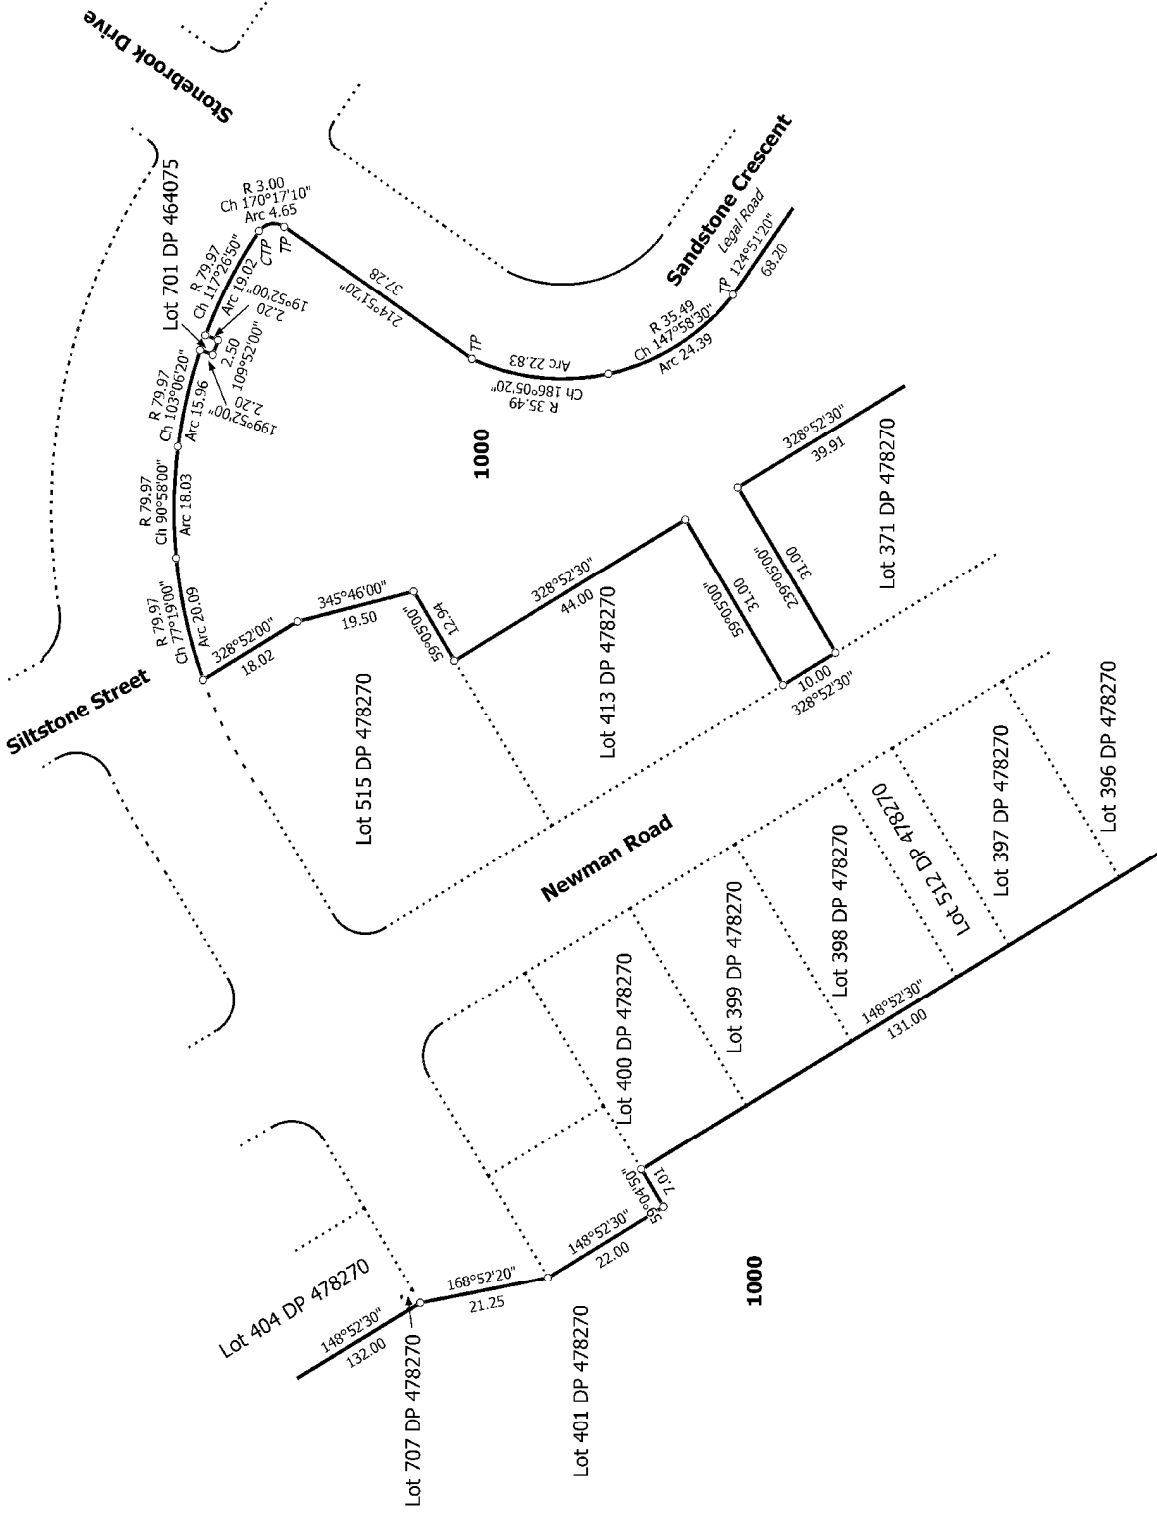 Stonebrook Drive
Lot 701 DP 464075
R 3.00
Ch 170°17'10"
Arc 4.65
CTP
TP
R 79.97
Ch 117°26'50"
Arc 19.02
19°52'00"
2.20
2.50
109°52'00"
2.20
199°52'00"
R 79.97
Ch 103°06'20"
Arc 15.96
R 79.97
Ch 90°58'00"
Arc 18.03
R 79.97
Ch 77°19'00"
Arc 20.09
37.28
214°51'20"
TP
Arc 22.83
Ch 186°05'20"
R 35.49
R 35.49
Ch 147°58'30"
Arc 24.39
Sandstone Crescent
Legal Road
TP
124°51'20"
68.20
1000
Siltstone Street
328°52'00"
18.02
345°46'00"
19.50
59°05'00"
12.94
328°52'30"
44.00
59°05'00"
31.00
239°05'00"
31.00
10.00
328°52'30"
328°52'30"
39.91
Lot 371 DP 478270
Lot 413 DP 478270
Lot 515 DP 478270
Newman Road
Lot 396 DP 478270
Lot 397 DP 478270
Lot 512 DP 478270
Lot 398 DP 478270
Lot 399 DP 478270
Lot 400 DP 478270
148°52'30"
131.00
59°04'50"
7.01
148°52'30"
22.00
168°52'20"
21.25
148°52'30"
132.00
Lot 404 DP 478270
Lot 707 DP 478270
Lot 401 DP 478270
1000